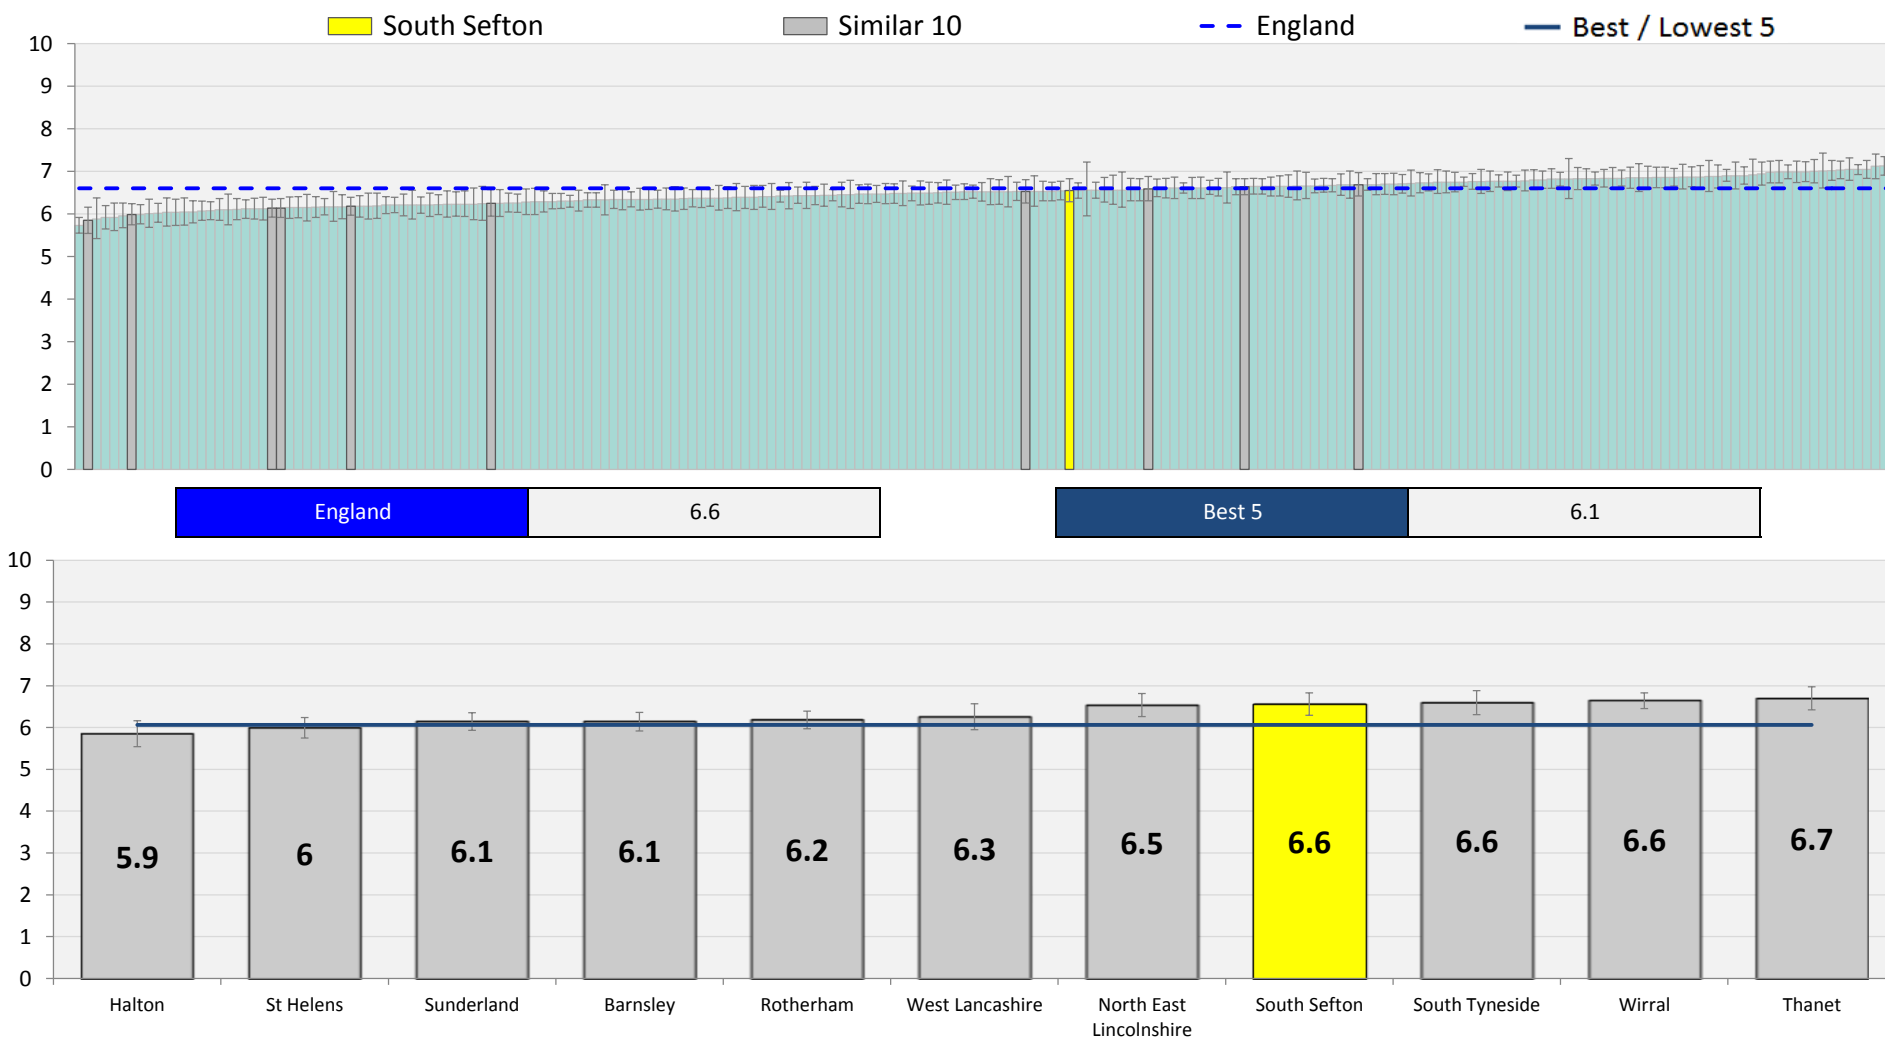 South Sefton
Similar 10
England
Best / Lowest 5
10
9
8
7
6
5
4
3
2
1
0
England 6.6
Best 5 6.1
10
9
8
7
6
5
4
3
2
1
0
5.9 6 6.1 6.1 6.2 6.3 6.5 6.6 6.6 6.6 6.7
Halton St Helens Sunderland Barnsley Rotherham West Lancashire North East South Sefton South Tyneside Wirral Thanet
Lincolnshire